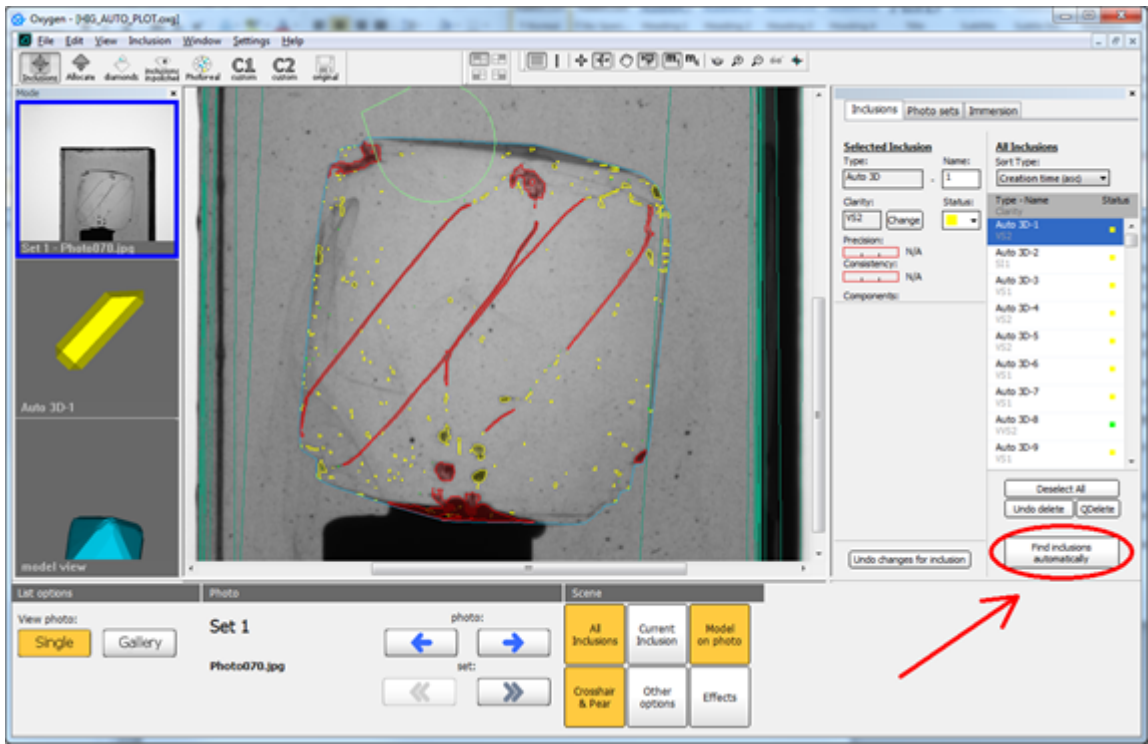 Oxygen - [HIG_AUTO_PLOT.oxg]
File Edit View Inclusion Window Settings Help
Inclusions Allocate diamonds inclusions inpolished Photoreal C1 custom C2 custom original
Mode
Set 1 - Photo070.jpg
Auto 3D-1
model view
Inclusions Photo sets Immersion
Selected Inclusion
Type: Name:
Auto 3D - 1
Clarity: Status:
VS2 Change
Precision:
N/A
Consistency:
N/A
Components:
Undo changes for inclusion
All Inclusions
Sort Type:
Creation time (asc)
Type - Name Status
Clarity
Auto 3D-1
VS2
Auto 3D-2
SI1
Auto 3D-3
VS1
Auto 3D-4
VS2
Auto 3D-5
VS2
Auto 3D-6
VS1
Auto 3D-7
VS1
Auto 3D-8
VVS2
Auto 3D-9
VS1
Deselect All
Undo delete QDelete
Find inclusions
automatically
List options
View photo:
Single Gallery
Photo
Set 1
Photo070.jpg
photo:
set:
Scene
All
Inclusions
Current
Inclusion
Model
on photo
Crosshair
& Pear
Other
options
Effects